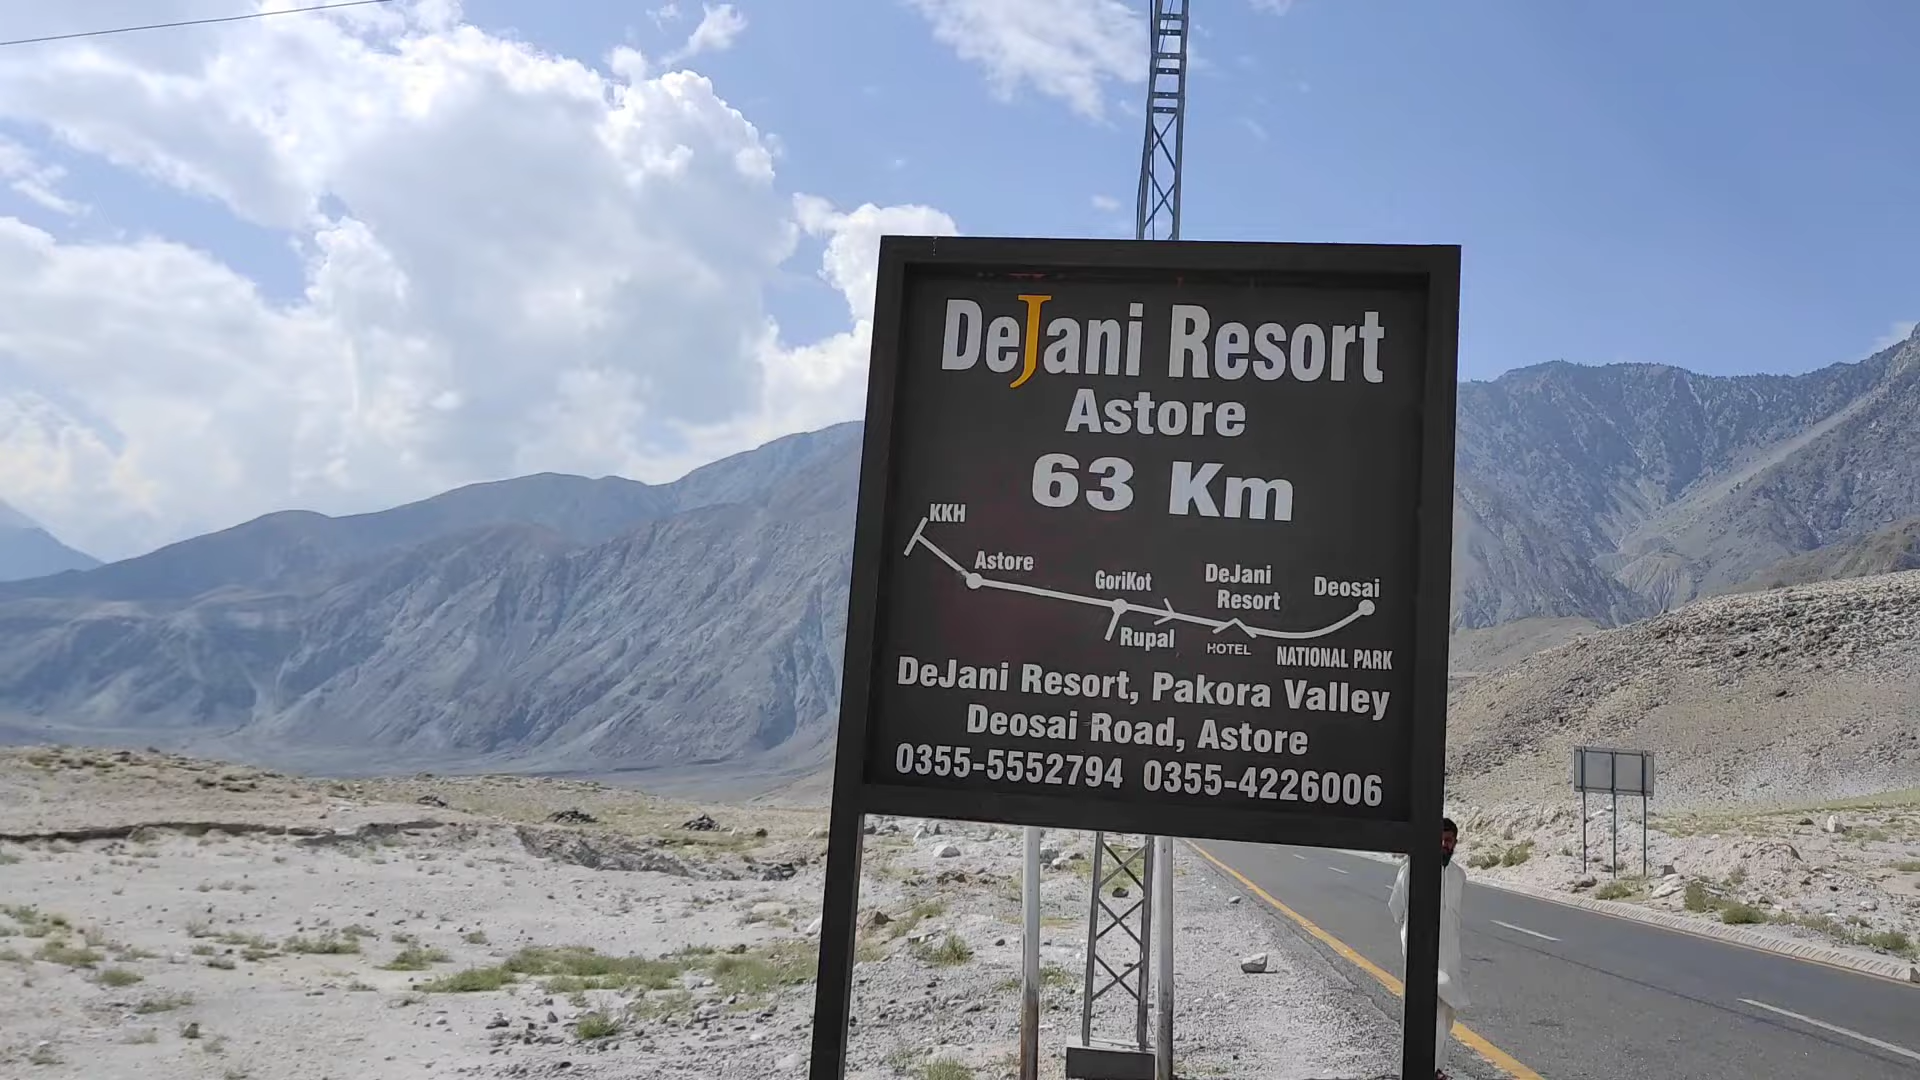 DeJani Resort
Astore
63 Km
KKH
Astore
GoriKot
DeJani
Resort
Deosai
Rupal
HOTEL
NATIONAL PARK
DeJani Resort, Pakora Valley
Deosai Road, Astore
0355-5552794 0355-4226006